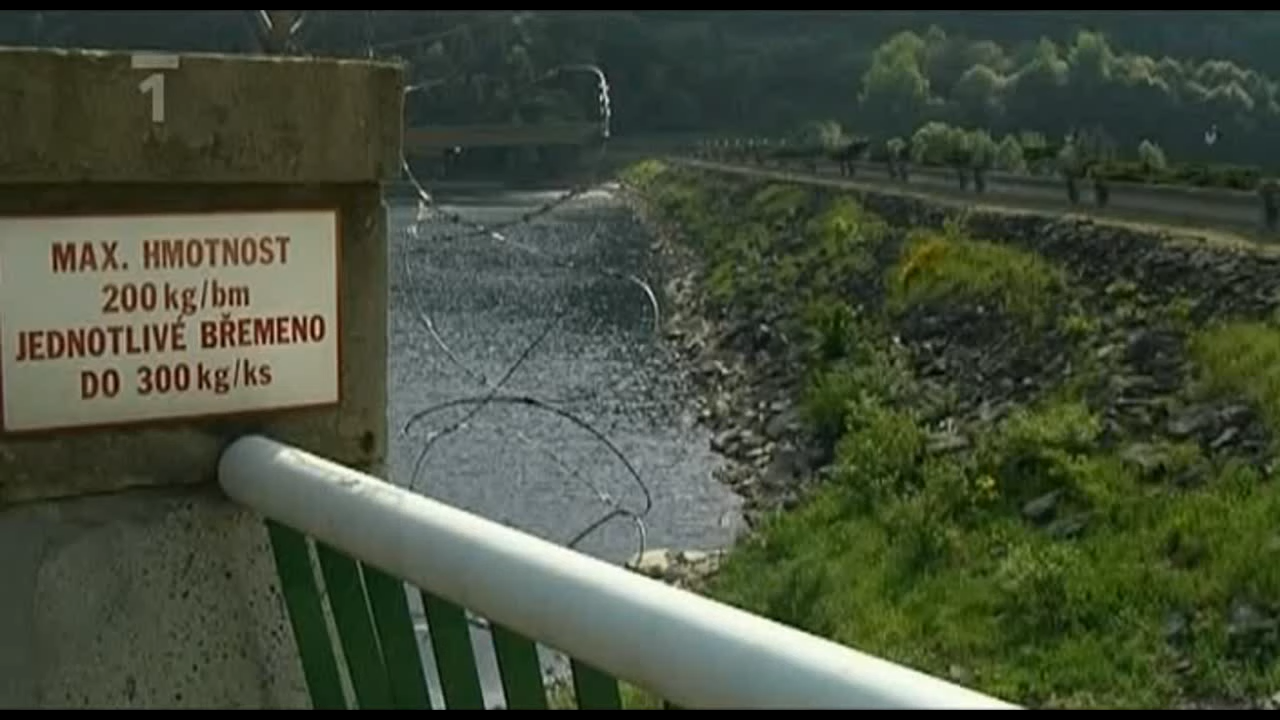 1
MAX. HMOTNOST
200 kg/bm
JEDNOTLIVÉ BŘEMENO
DO 300 kg/ks